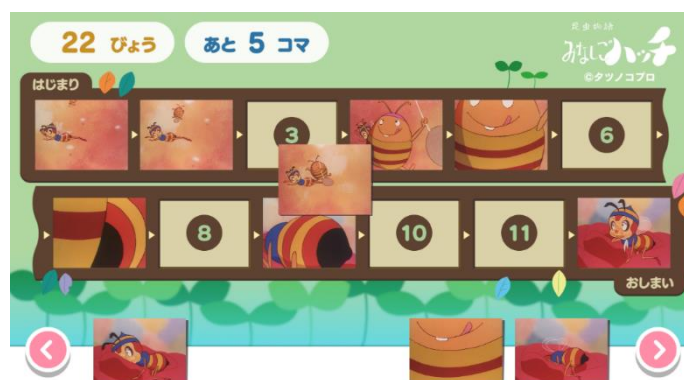 22 びょう
あと 5 コマ
昆虫物語
みなしごハッチ
©タツノコプロ
はじまり
3
6
8
10
11
おしまい